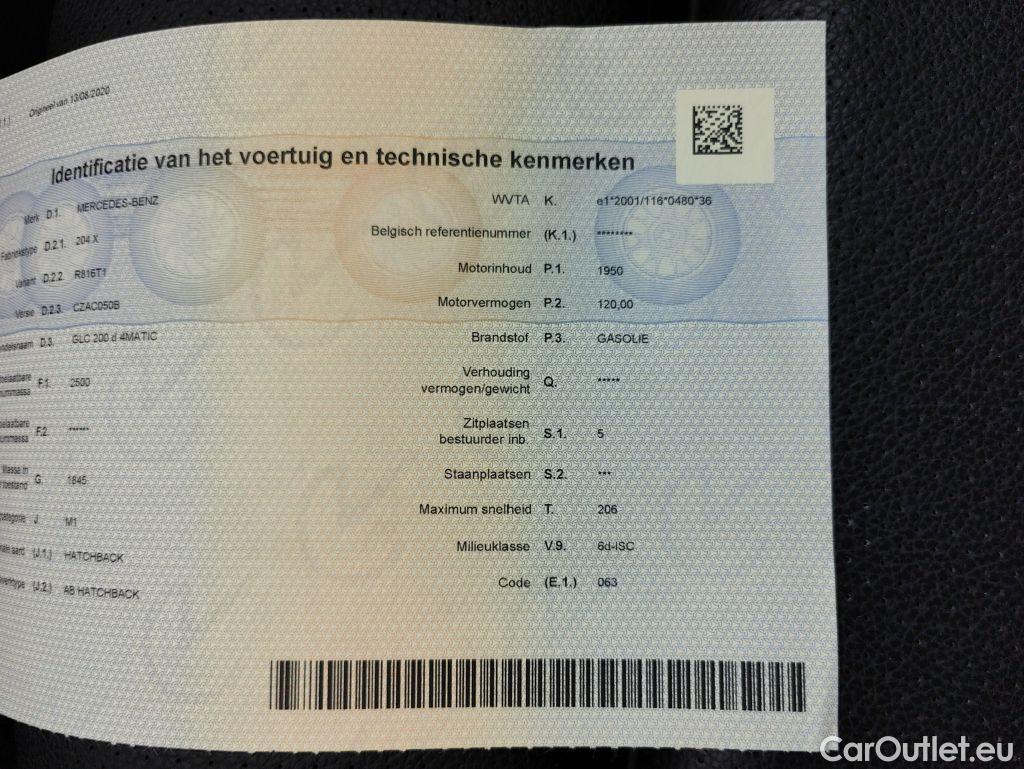 Origineel van 13/08/2020
Identificatie van het voertuig en technische kenmerken
Merk D.1. MERCEDES-BENZ
Fabriekstype D.2.1. 204 X
Variant D.2.2. R816T1
Versie D.2.3. CZAC050B
D.3. GLC 200 d 4MATIC
F.1. 2500
F.2. ******
Massa in
G. 1845
J. M1
(J.1.) HATCHBACK
(J.2.) AB HATCHBACK
WVTA K. e1*2001/116*0480*36
Belgisch referentienummer (K.1.) ********
Motorinhoud P.1. 1950
Motorvermogen P.2. 120,00
Brandstof P.3. GASOLIE
Verhouding
vermogen/gewicht Q. *****
Zitplaatsen
bestuurder inb. S.1. 5
Staanplaatsen S.2. ***
Maximum snelheid T. 206
Milieuklasse V.9. 6d-ISC
Code (E.1.) 063
CarOutlet.eu